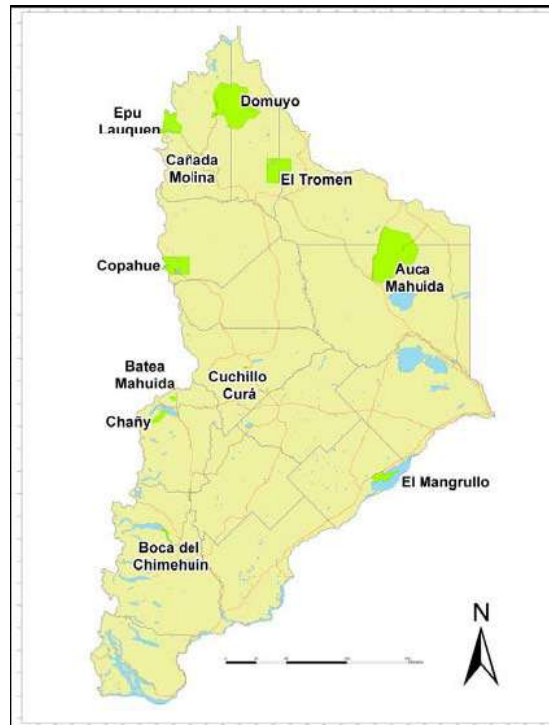 Domuyo
Epu
Lauquen
Cañada
Molina
El Tromen
Copahue
Auca
Mahuida
Batea
Mahuida
Cuchillo
Curá
Chañy
El Mangrullo
Boca del
Chimehuín
N